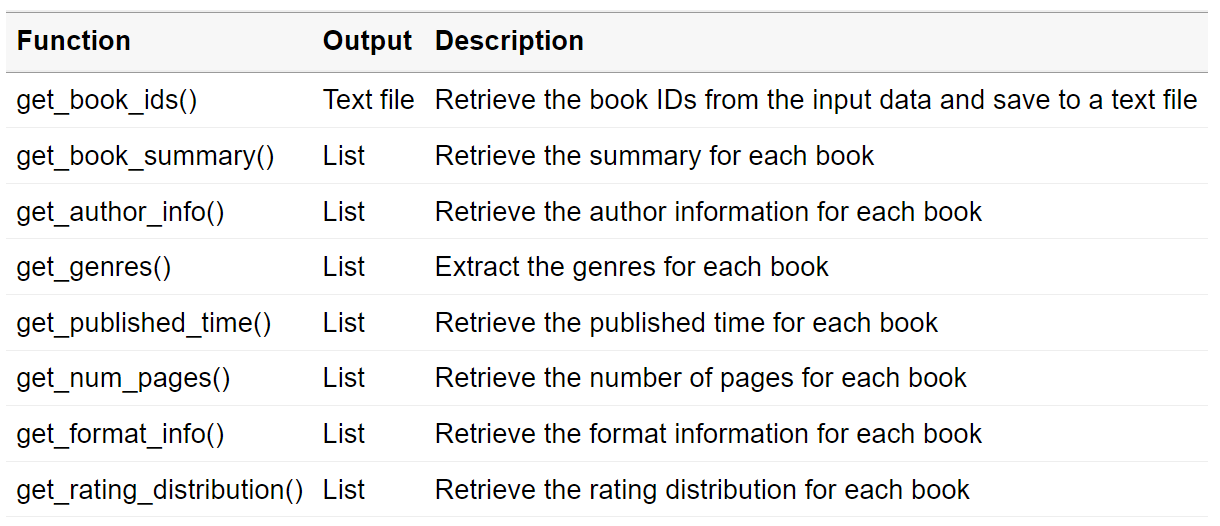 Function Output Description
get_book_ids() Text file Retrieve the book IDs from the input data and save to a text file
get_book_summary() List Retrieve the summary for each book
get_author_info() List Retrieve the author information for each book
get_genres() List Extract the genres for each book
get_published_time() List Retrieve the published time for each book
get_num_pages() List Retrieve the number of pages for each book
get_format_info() List Retrieve the format information for each book
get_rating_distribution() List Retrieve the rating distribution for each book